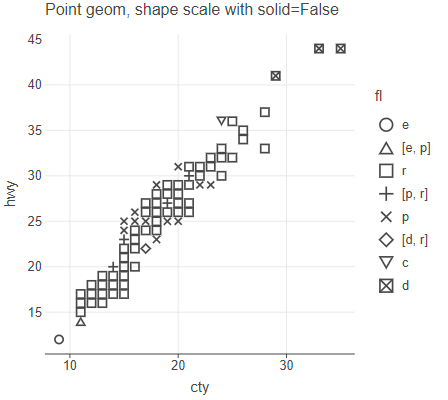 Point geom, shape scale with solid=False
hwy
45
40
35
30
25
20
15
10
20
30
cty
fl
e
[e, p]
r
[p, r]
p
[d, r]
c
d